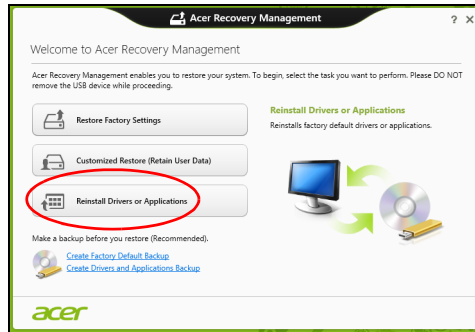 Acer Recovery Management
? X
Welcome to Acer Recovery Management
Acer Recovery Management enables you to restore your system. To begin, select the task you want to perform. Please DO NOT
remove the USB device while proceeding.
Restore Factory Settings
Customized Restore (Retain User Data)
Reinstall Drivers or Applications
Reinstall Drivers or Applications
Reinstalls factory default drivers or applications.
Make a backup before you restore (Recommended).
Create Factory Default Backup
Create Drivers and Applications Backup
acer